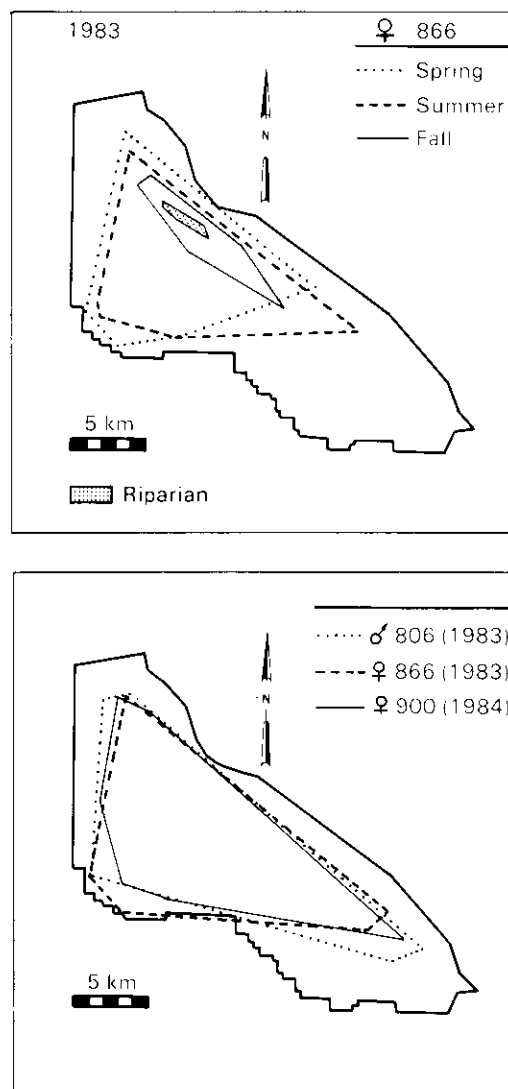 1983
♀ 866
Spring
Summer
Fall
N
5 km
Riparian
♂ 806 (1983)
♀ 866 (1983)
♀ 900 (1984)
N
5 km